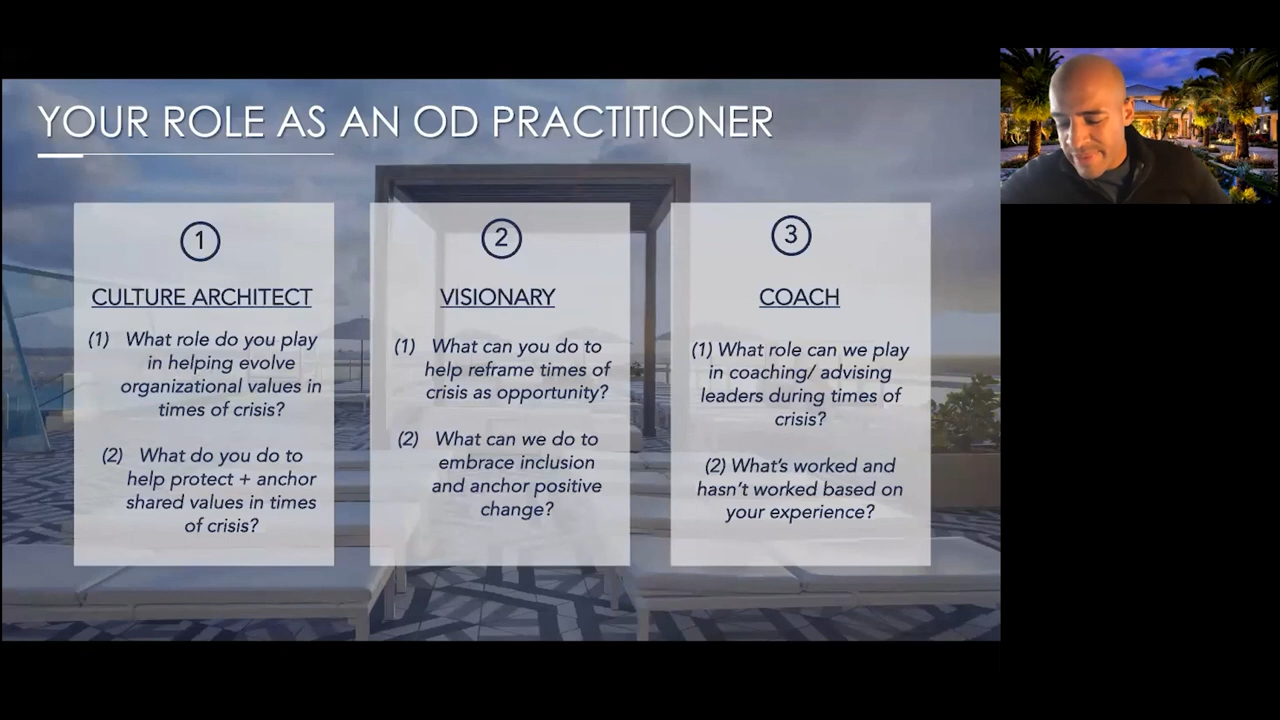 YOUR ROLE AS AN OD PRACTITIONER
1
CULTURE ARCHITECT
(1) What role do you play
in helping evolve
organizational values in
times of crisis?
(2) What do you do to
help protect + anchor
shared values in times
of crisis?
2
VISIONARY
(1) What can you do to
help reframe times of
crisis as opportunity?
(2) What can we do to
embrace inclusion
and anchor positive
change?
3
COACH
(1) What role can we play
in coaching/ advising
leaders during times of
crisis?
(2) What's worked and
hasn't worked based on
your experience?